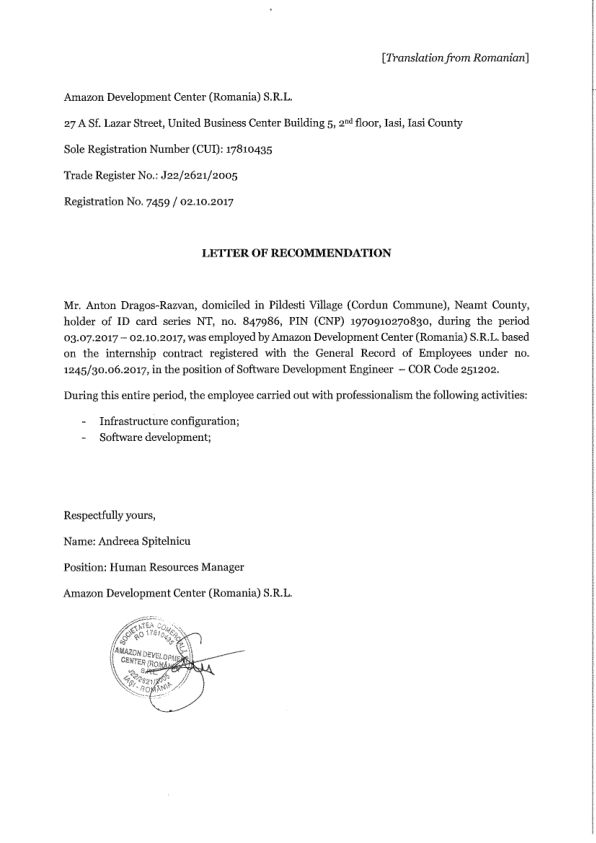 [Translation from Romanian]
Amazon Development Center (Romania) S.R.L.
27 A Sf. Lazar Street, United Business Center Building 5, 2nd floor, Iasi, Iasi County
Sole Registration Number (CUI): 17810435
Trade Register No.: J22/2621/2005
Registration No. 7459 / 02.10.2017
LETTER OF RECOMMENDATION
Mr. Anton Dragos-Razvan, domiciled in Pildesti Village (Cordun Commune), Neamt County,
holder of ID card series NT, no. 847986, PIN (CNP) 1970910270830, during the period
03.07.2017 – 02.10.2017, was employed by Amazon Development Center (Romania) S.R.L. based
on the internship contract registered with the General Record of Employees under no.
1245/30.06.2017, in the position of Software Development Engineer – COR Code 251202.
During this entire period, the employee carried out with professionalism the following activities:
- Infrastructure configuration;
- Software development;
Respectfully yours,
Name: Andreea Spitelnicu
Position: Human Resources Manager
Amazon Development Center (Romania) S.R.L.
SOCIETATEA COMERCIALĂ
RO 17810435
AMAZON DEVELOPMENT
CENTER (ROMÂNIA)
S.R.L.
J22/2621/2005
IAŞI - ROMÂNIA